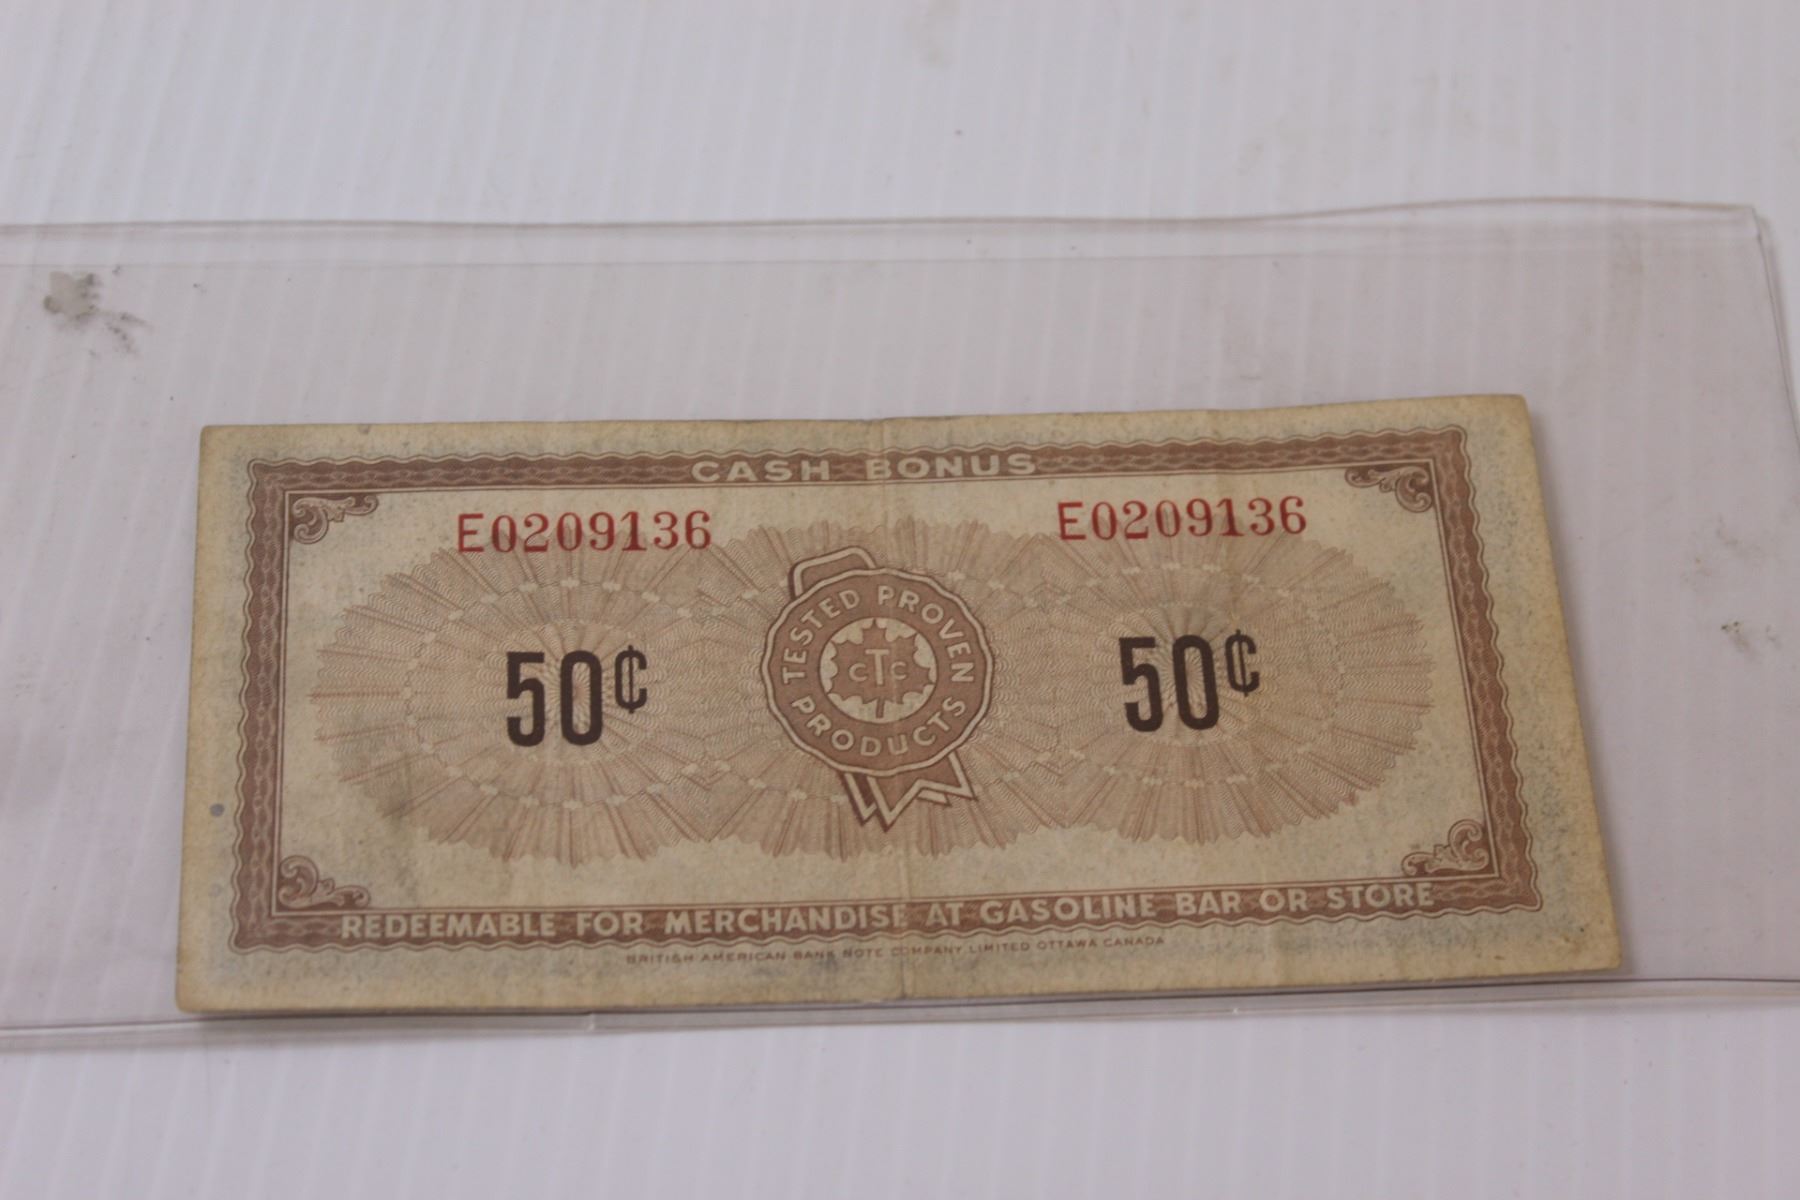 CASH BONUS
E0209136 E0209136
TESTED PROVEN PRODUCTS
CTC
50¢ 50¢
REDEEMABLE FOR MERCHANDISE AT GASOLINE BAR OR STORE
BRITISH AMERICAN BANK NOTE COMPANY LIMITED OTTAWA CANADA